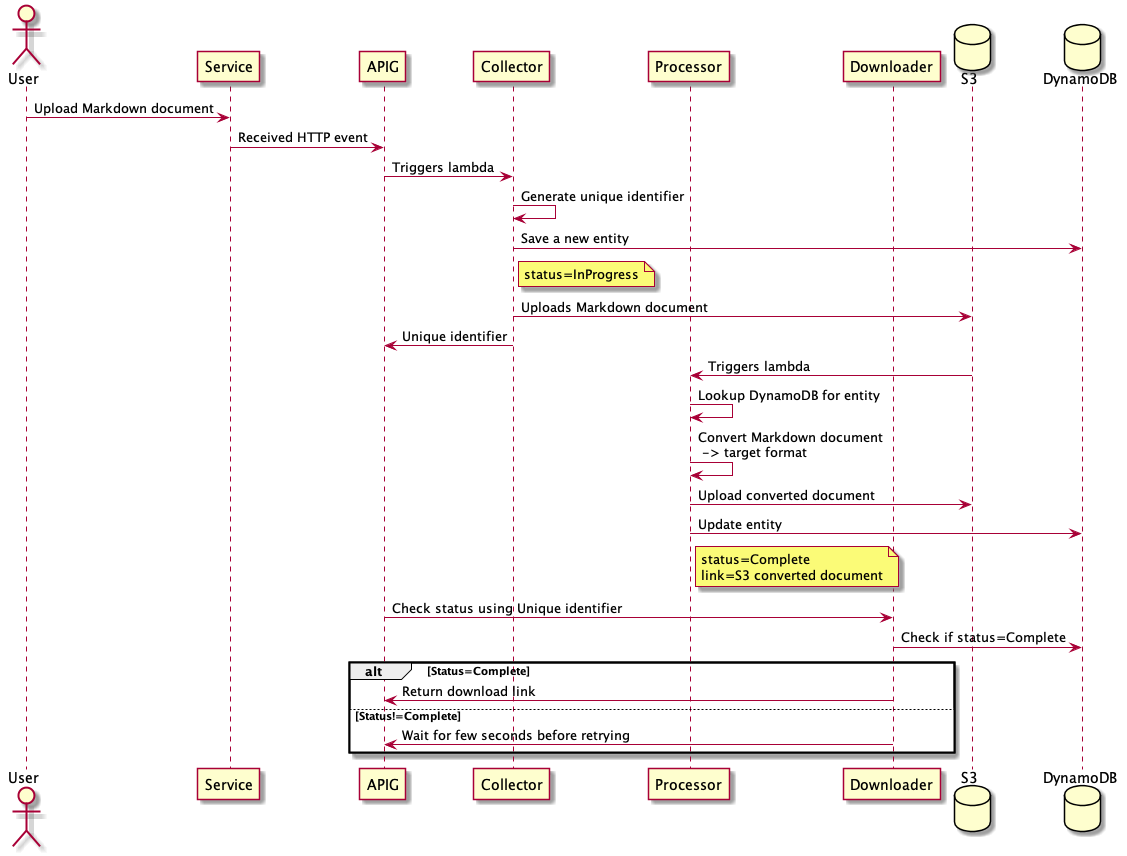 User
Service
APIG
Collector
Processor
Downloader
S3
DynamoDB
Upload Markdown document
Received HTTP event
Triggers lambda
Generate unique identifier
Save a new entity
status=InProgress
Uploads Markdown document
Unique identifier
Triggers lambda
Lookup DynamoDB for entity
Convert Markdown document
-> target format
Upload converted document
Update entity
status=Complete
link=S3 converted document
Check status using Unique identifier
Check if status=Complete
alt
[Status=Complete]
Return download link
[Status!=Complete]
Wait for few seconds before retrying
User
Service
APIG
Collector
Processor
Downloader
S3
DynamoDB